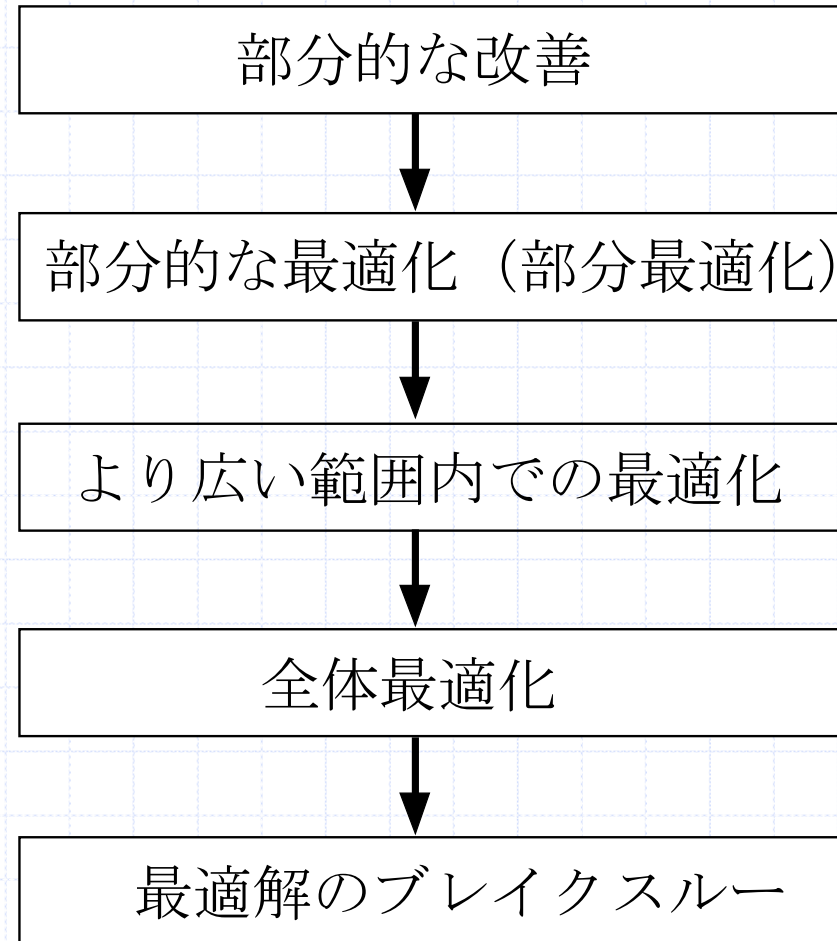 部分的な改善
部分的な最適化（部分最適化）
より広い範囲内での最適化
全体最適化
最適解のブレイクスルー